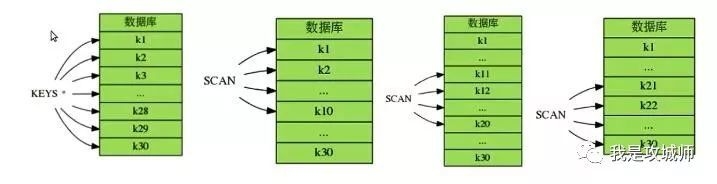 KEYS *
数据库
k1
k2
k3
...
k28
k29
k30
SCAN
数据库
k1
k2
...
k10
...
k30
SCAN
数据库
k1
...
k11
k12
...
k20
...
k30
SCAN
数据库
k1
...
k21
k22
...
k30
我是攻城师